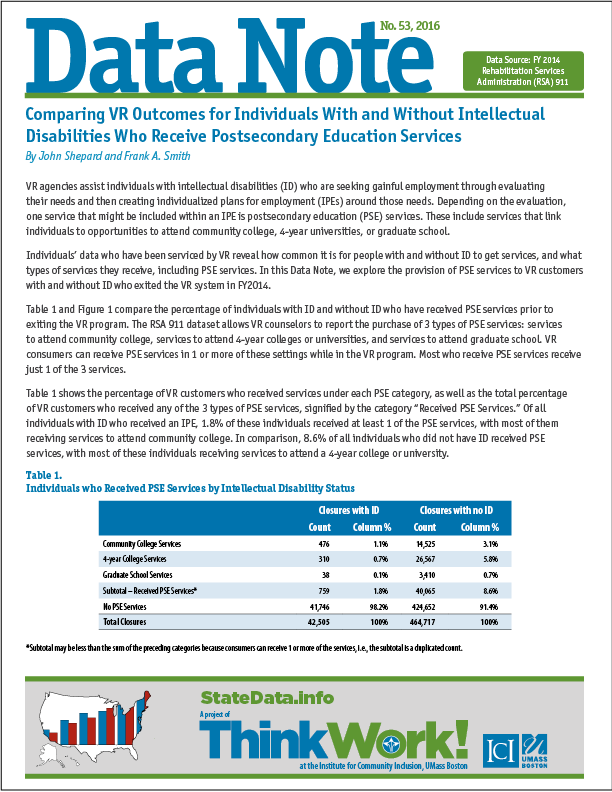 Data Note
No. 53, 2016
Data Source: FY 2014
Rehabilitation Services
Administration (RSA) 911
Comparing VR Outcomes for Individuals With and Without Intellectual
Disabilities Who Receive Postsecondary Education Services
By John Shepard and Frank A. Smith
VR agencies assist individuals with intellectual disabilities (ID) who are seeking gainful employment through evaluating
their needs and then creating individualized plans for employment (IPEs) around those needs. Depending on the evaluation,
one service that might be included within an IPE is postsecondary education (PSE) services. These include services that link
individuals to opportunities to attend community college, 4-year universities, or graduate school.
Individuals' data who have been serviced by VR reveal how common it is for people with and without ID to get services, and what
types of services they receive, including PSE services. In this Data Note, we explore the provision of PSE services to VR customers
with and without ID who exited the VR system in FY2014.
Table 1 and Figure 1 compare the percentage of individuals with ID and without ID who have received PSE services prior to
exiting the VR program. The RSA 911 dataset allows VR counselors to report the purchase of 3 types of PSE services: services
to attend community college, services to attend 4-year colleges or universities, and services to attend graduate school. VR
consumers can receive PSE services in 1 or more of these settings while in the VR program. Most who receive PSE services receive
just 1 of the 3 services.
Table 1 shows the percentage of VR customers who received services under each PSE category, as well as the total percentage
of VR customers who received any of the 3 types of PSE services, signified by the category "Received PSE Services." Of all
individuals with ID who received an IPE, 1.8% of these individuals received at least 1 of the PSE services, with most of them
receiving services to attend community college. In comparison, 8.6% of all individuals who did not have ID received PSE
services, with most of these individuals receiving services to attend a 4-year college or university.
Table 1.
Individuals who Received PSE Services by Intellectual Disability Status
Closures with ID Closures with no ID
Count Column % Count Column %
Community College Services 476 1.1% 14,525 3.1%
4-year College Services 310 0.7% 26,567 5.8%
Graduate School Services 38 0.1% 3,410 0.7%
Subtotal – Received PSE Services* 759 1.8% 40,065 8.6%
No PSE Services 41,746 98.2% 424,652 91.4%
Total Closures 42,505 100% 464,717 100%
*Subtotal may be less than the sum of the preceding categories because consumers can receive 1 or more of the services, i.e., the subtotal is a duplicated count.
StateData.info
A project of
ThinkWork!
at the Institute for Community Inclusion, UMass Boston
ICI
UMASS
BOSTON